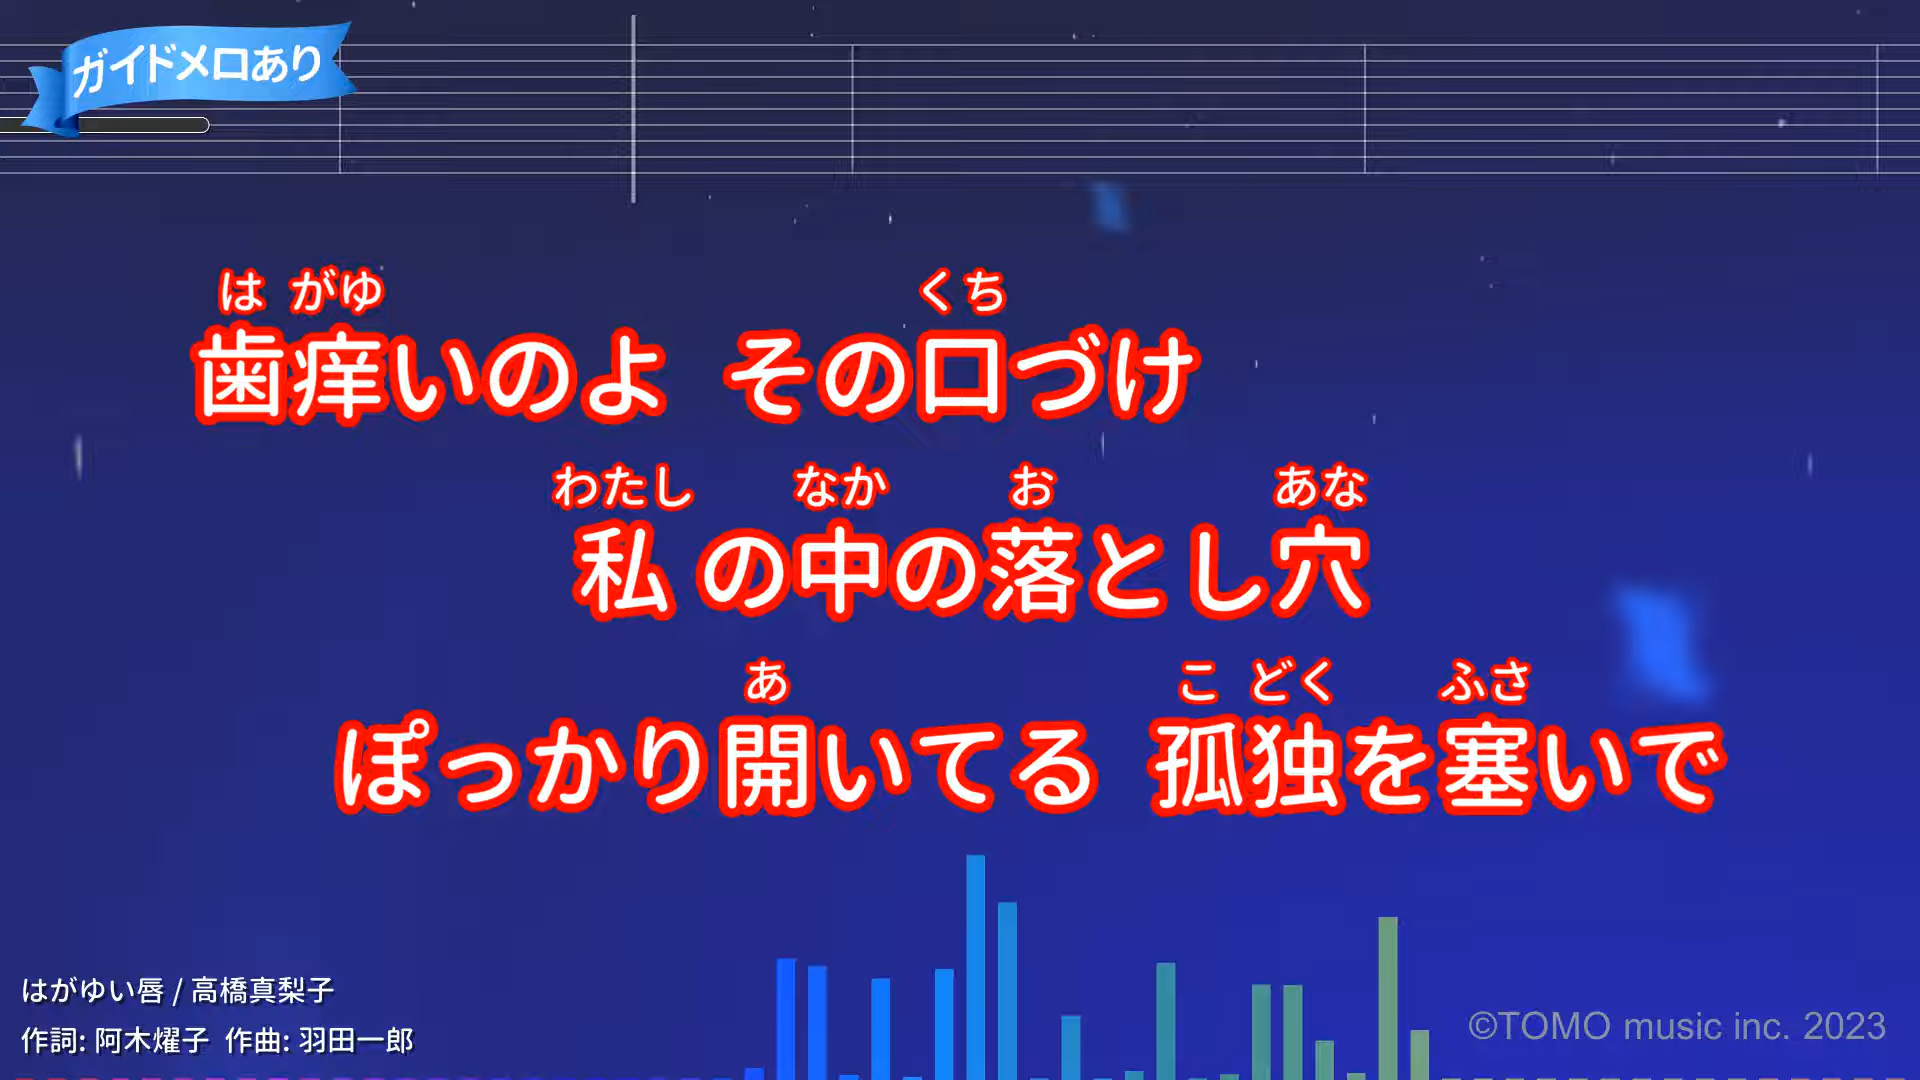 ガイドメロあり
は がゆ くち
歯痒いのよ その口づけ
わたし なか お あな
私の中の落とし穴
あ こ どく ふさ
ぽっかり開いてる 孤独を塞いで
はがゆい唇 / 高橋真梨子
作詞: 阿木燿子 作曲: 羽田一郎
©TOMO music inc. 2023